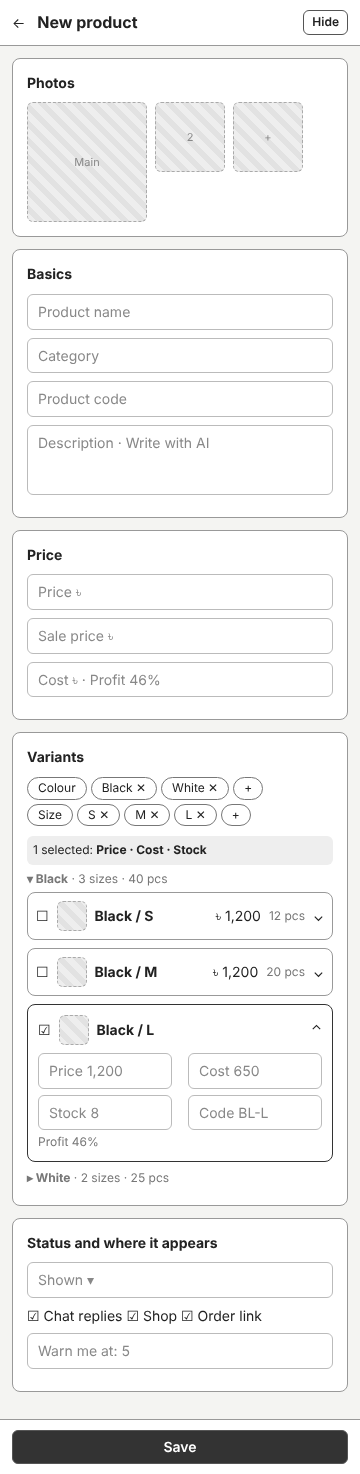 ← New product Hide
Photos
Main 2 +
Basics
Product name
Category
Product code
Description · Write with AI
Price
Price ৳
Sale price ৳
Cost ৳ · Profit 46%
Variants
Colour Black ✕ White ✕ +
Size S ✕ M ✕ L ✕ +
1 selected: Price · Cost · Stock
▾ Black · 3 sizes · 40 pcs
☐ Black / S ৳ 1,200 12 pcs
☐ Black / M ৳ 1,200 20 pcs
☑ Black / L
Price 1,200 Cost 650
Stock 8 Code BL-L
Profit 46%
▸ White · 2 sizes · 25 pcs
Status and where it appears
Shown ▾
☑ Chat replies ☑ Shop ☑ Order link
Warn me at: 5
Save